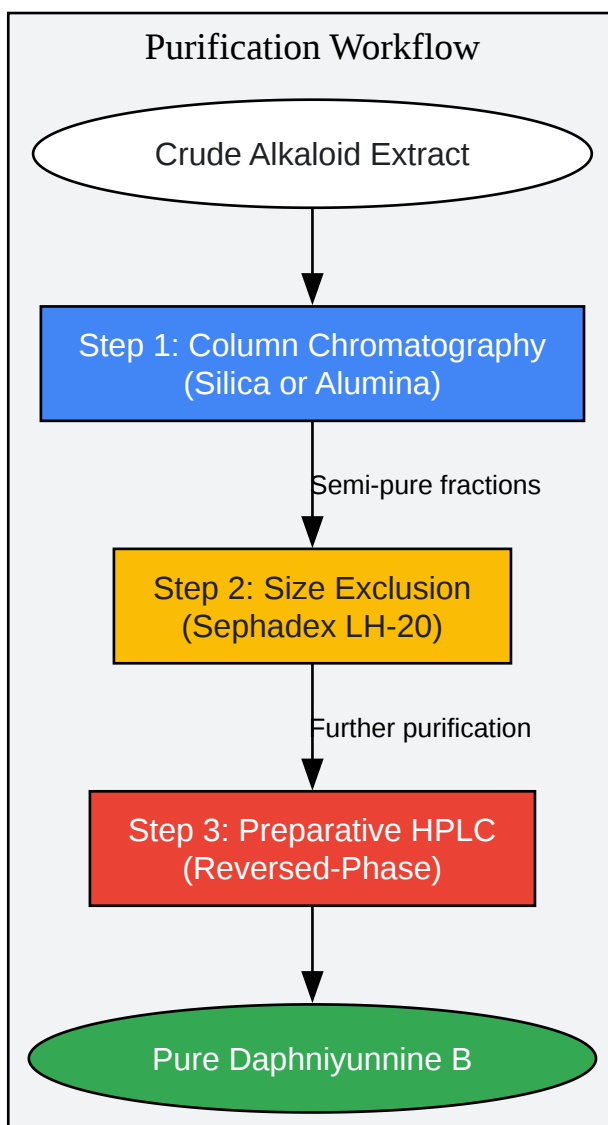 Purification Workflow
Crude Alkaloid Extract
Step 1: Column Chromatography
(Silica or Alumina)
Semi-pure fractions
Step 2: Size Exclusion
(Sephadex LH-20)
Further purification
Step 3: Preparative HPLC
(Reversed-Phase)
Pure Daphniyunnine B